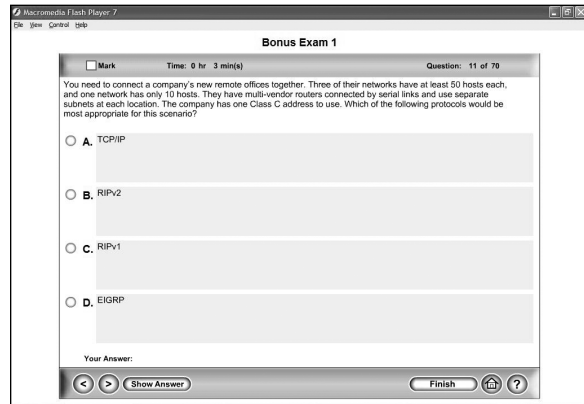 Macromedia Flash Player 7
File View Control Help
Bonus Exam 1
Mark Time: 0 hr 3 min(s) Question: 11 of 70
You need to connect a company's new remote offices together. Three of their networks have at least 50 hosts each,
and one network has only 10 hosts. They have multi-vendor routers connected by serial links and use separate
subnets at each location. The company has one Class C address to use. Which of the following protocols would be
most appropriate for this scenario?
A. TCP/IP
B. RIPv2
C. RIPv1
D. EIGRP
Your Answer:
< > Show Answer Finish ?